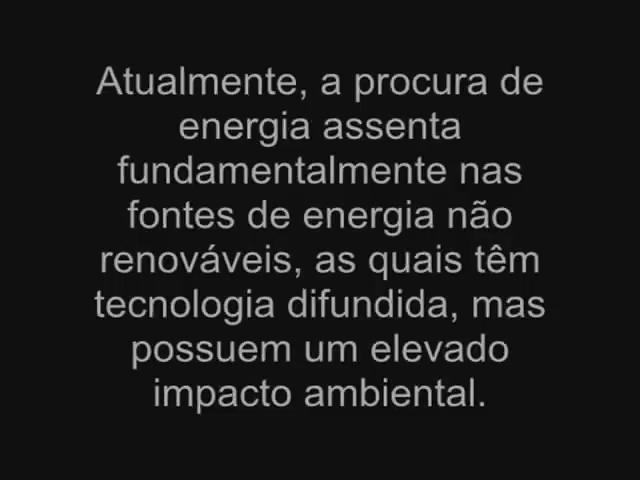 Atualmente, a procura de
energia assenta
fundamentalmente nas
fontes de energia não
renováveis, as quais têm
tecnologia difundida, mas
possuem um elevado
impacto ambiental.